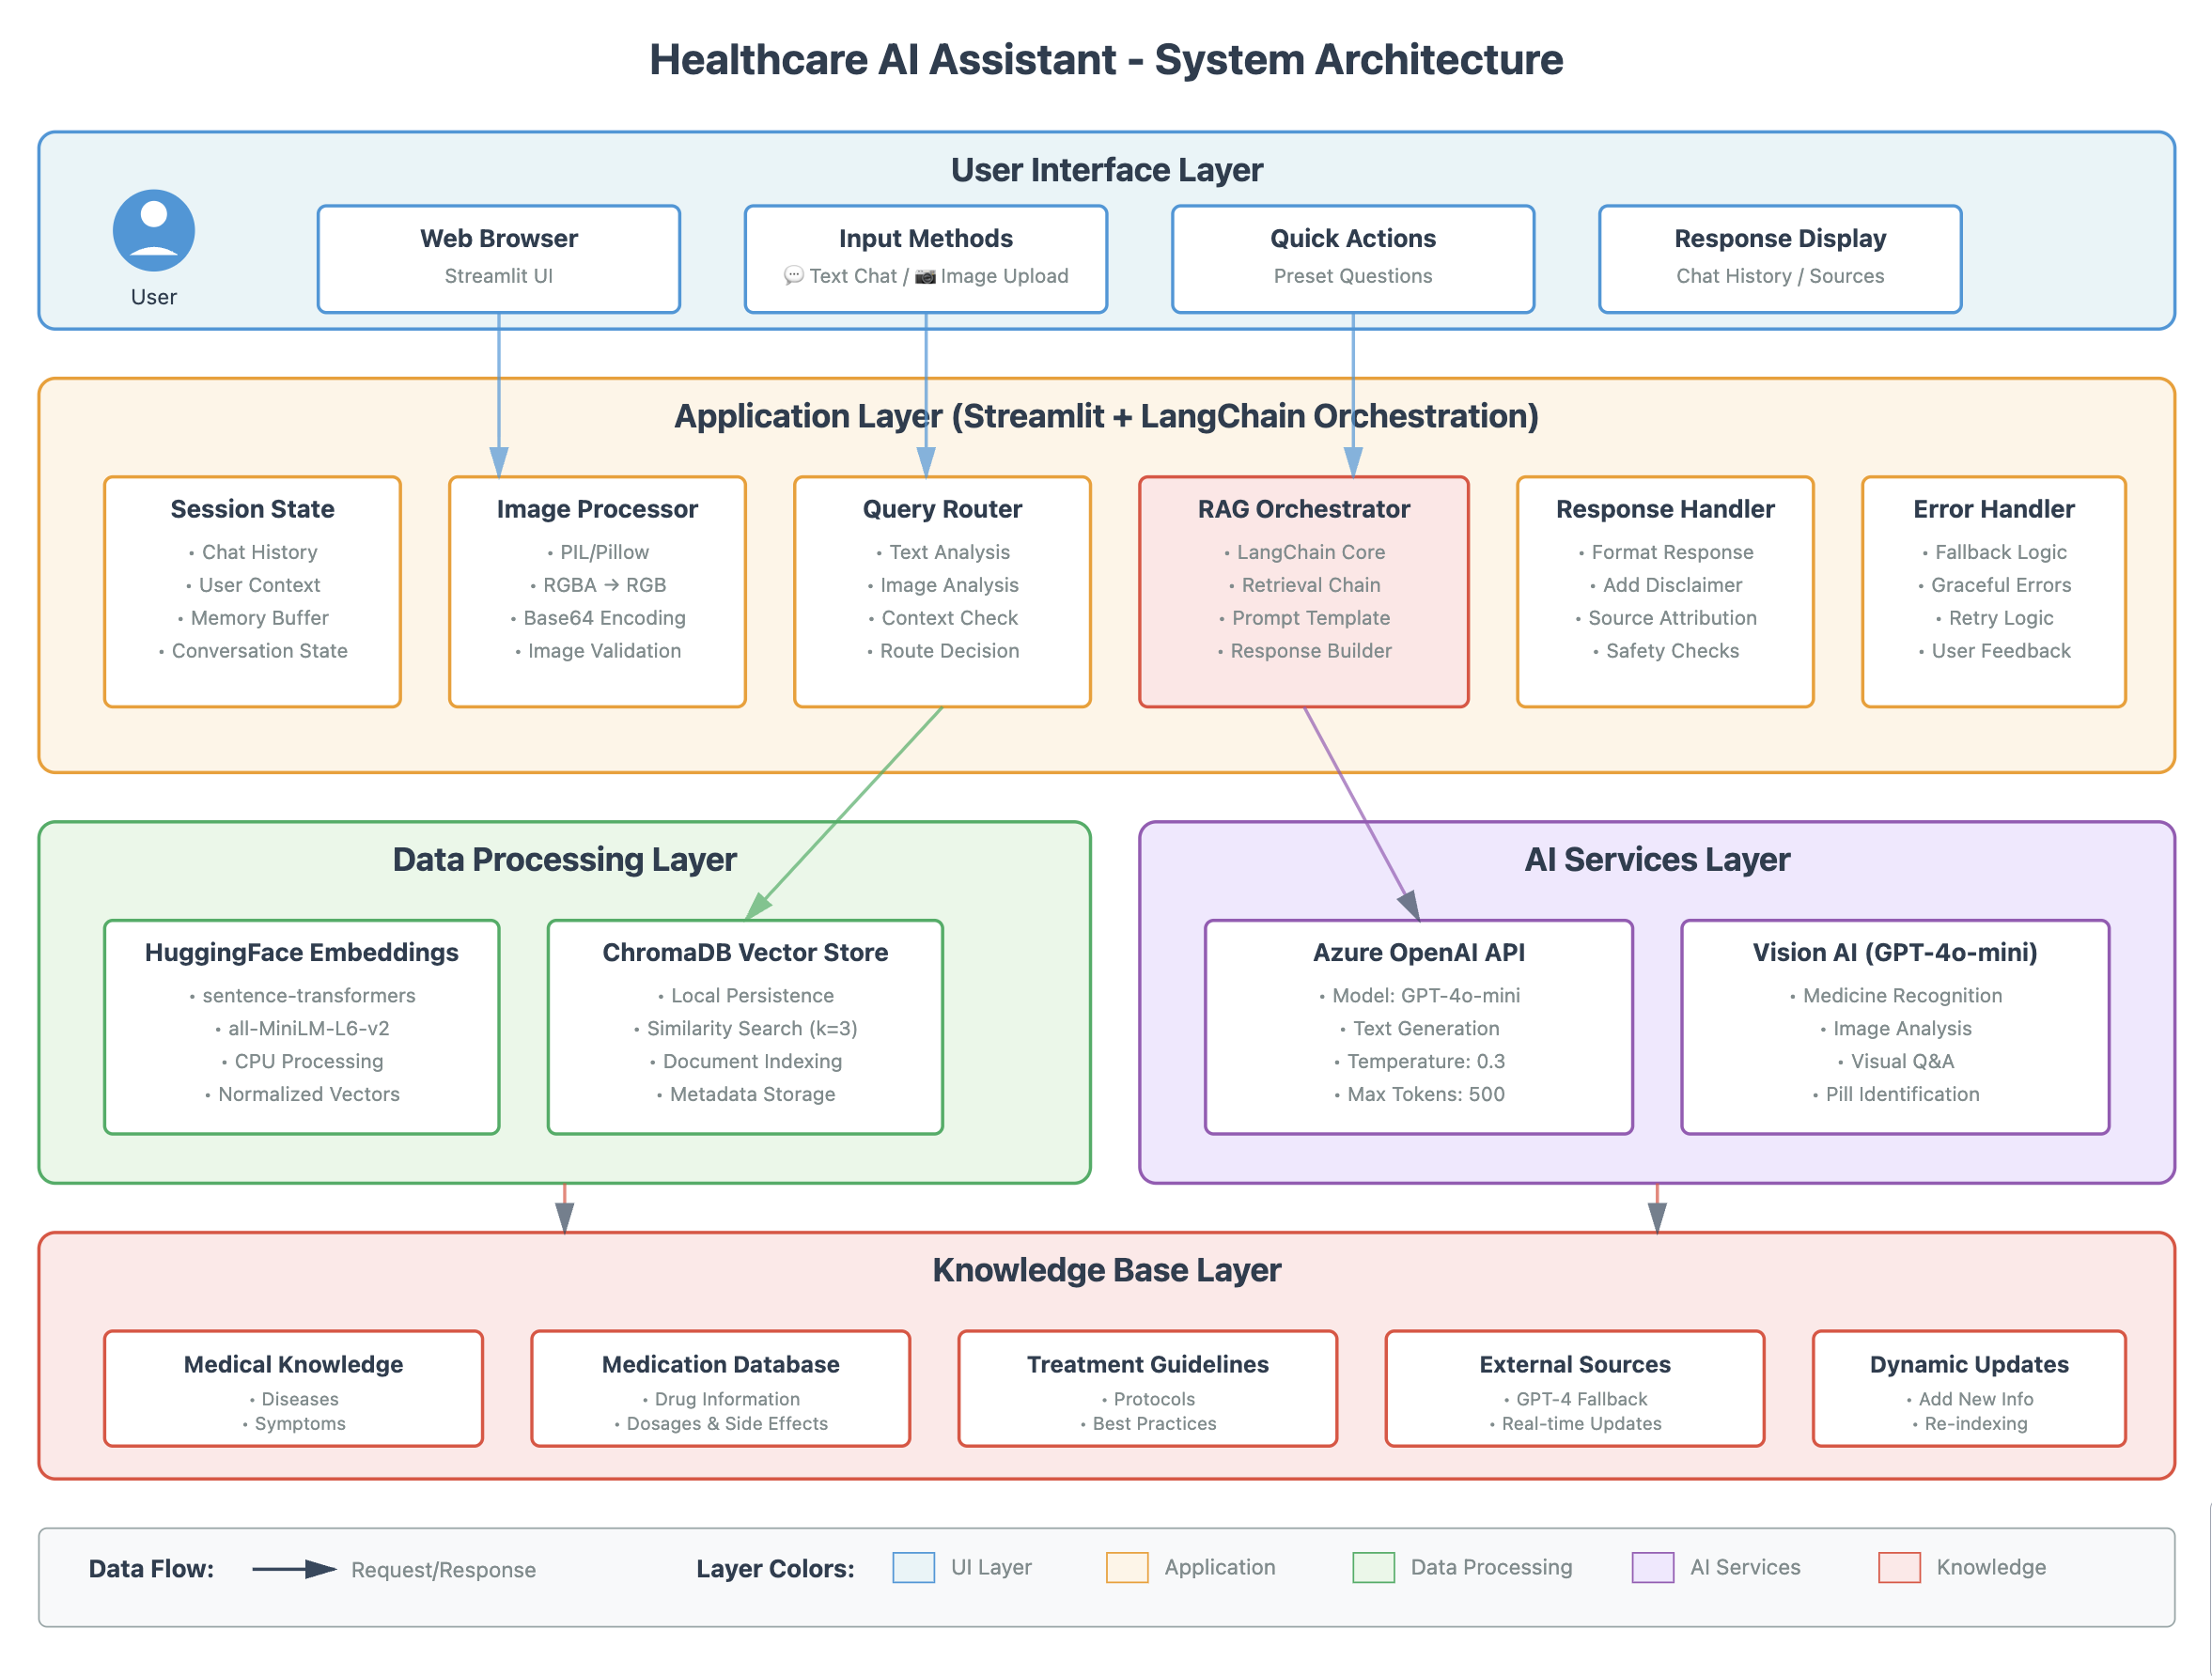 Healthcare AI Assistant - System Architecture
User Interface Layer
User
Web Browser
Streamlit UI
Input Methods
💬 Text Chat / 📷 Image Upload
Quick Actions
Preset Questions
Response Display
Chat History / Sources
Application Layer (Streamlit + LangChain Orchestration)
Session State
• Chat History
• User Context
• Memory Buffer
• Conversation State
Image Processor
• PIL/Pillow
• RGBA → RGB
• Base64 Encoding
• Image Validation
Query Router
• Text Analysis
• Image Analysis
• Context Check
• Route Decision
RAG Orchestrator
• LangChain Core
• Retrieval Chain
• Prompt Template
• Response Builder
Response Handler
• Format Response
• Add Disclaimer
• Source Attribution
• Safety Checks
Error Handler
• Fallback Logic
• Graceful Errors
• Retry Logic
• User Feedback
Data Processing Layer
HuggingFace Embeddings
• sentence-transformers
• all-MiniLM-L6-v2
• CPU Processing
• Normalized Vectors
ChromaDB Vector Store
• Local Persistence
• Similarity Search (k=3)
• Document Indexing
• Metadata Storage
AI Services Layer
Azure OpenAI API
• Model: GPT-4o-mini
• Text Generation
• Temperature: 0.3
• Max Tokens: 500
Vision AI (GPT-4o-mini)
• Medicine Recognition
• Image Analysis
• Visual Q&A
• Pill Identification
Knowledge Base Layer
Medical Knowledge
• Diseases
• Symptoms
Medication Database
• Drug Information
• Dosages & Side Effects
Treatment Guidelines
• Protocols
• Best Practices
External Sources
• GPT-4 Fallback
• Real-time Updates
Dynamic Updates
• Add New Info
• Re-indexing
Data Flow:
Request/Response
Layer Colors:
UI Layer
Application
Data Processing
AI Services
Knowledge